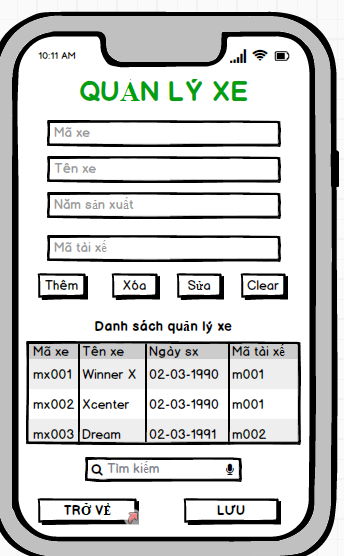 10:11 AM
QUẢN LÝ XE
Mã xe
Tên xe
Năm sản xuất
Mã tài xế
Thêm Xóa Sửa Clear
Danh sách quản lý xe
Mã xe Tên xe Ngày sx Mã tài xế
mx001 Winner X 02-03-1990 m001
mx002 Xcenter 02-03-1990 m001
mx003 Dream 02-03-1991 m002
Tìm kiếm
TRỞ VỀ LƯU